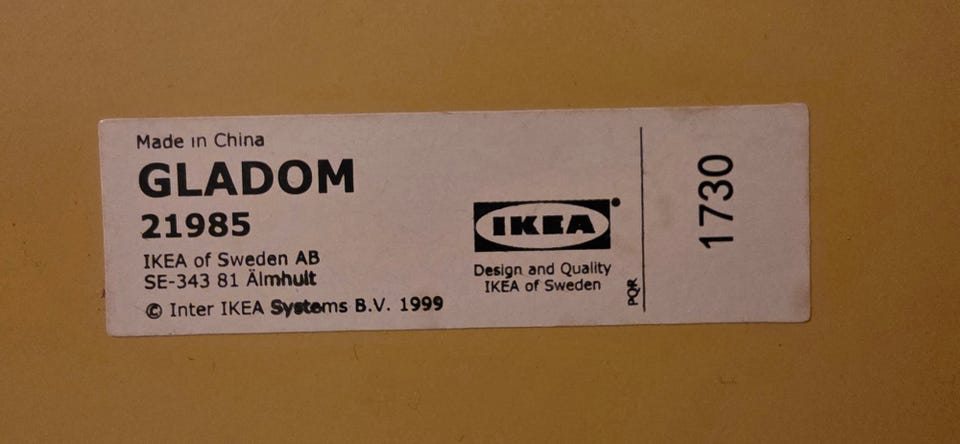 Made in China
GLADOM
21985
IKEA of Sweden AB
SE-343 81 Älmhult
© Inter IKEA Systems B.V. 1999
IKEA®
Design and Quality
IKEA of Sweden
PQR
1730